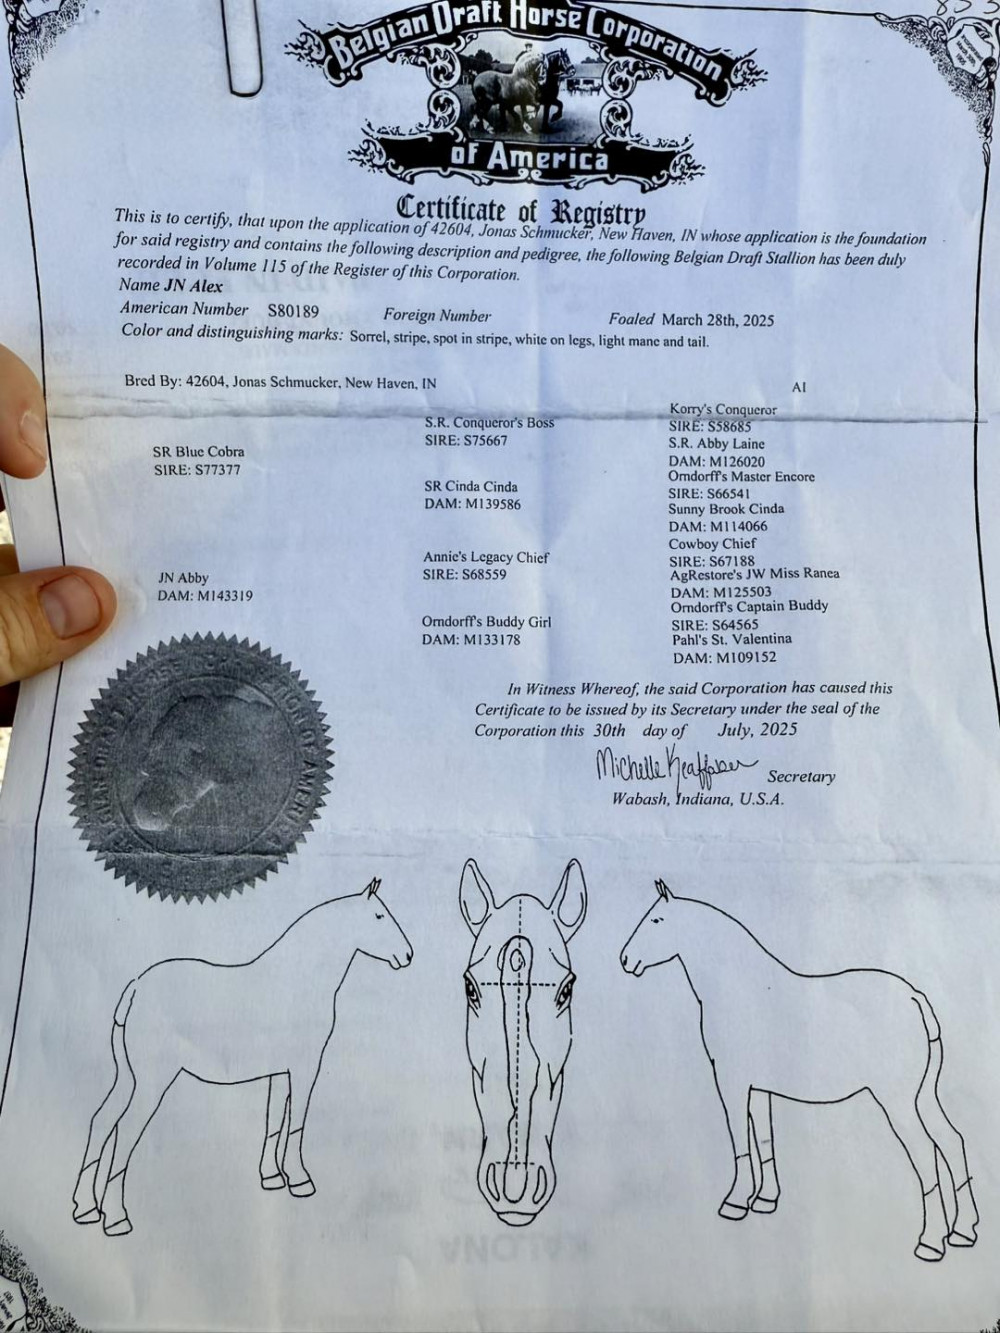 Belgian Draft Horse Corporation
of America
Certificate of Registry
This is to certify, that upon the application of 42604, Jonas Schmucker, New Haven, IN whose application is the foundation
for said registry and contains the following description and pedigree, the following Belgian Draft Stallion has been duly
recorded in Volume 115 of the Register of this Corporation.
Name JN Alex
American Number S80189 Foreign Number Foaled March 28th, 2025
Color and distinguishing marks: Sorrel, stripe, spot in stripe, white on legs, light mane and tail.
Bred By: 42604, Jonas Schmucker, New Haven, IN AI
SR Blue Cobra
SIRE: S77377
JN Abby
DAM: M143319
S.R. Conqueror's Boss
SIRE: S75667
SR Cinda Cinda
DAM: M139586
Annie's Legacy Chief
SIRE: S68559
Orndorff's Buddy Girl
DAM: M133178
Korry's Conqueror
SIRE: S58685
S.R. Abby Laine
DAM: M126020
Orndorff's Master Encore
SIRE: S66541
Sunny Brook Cinda
DAM: M114066
Cowboy Chief
SIRE: S67188
AgRestore's JW Miss Ranea
DAM: M125503
Orndorff's Captain Buddy
SIRE: S64565
Pahl's St. Valentina
DAM: M109152
In Witness Whereof, the said Corporation has caused this
Certificate to be issued by its Secretary under the seal of the
Corporation this 30th day of July, 2025
Michelle Secretary
Wabash, Indiana, U.S.A.
KALONA